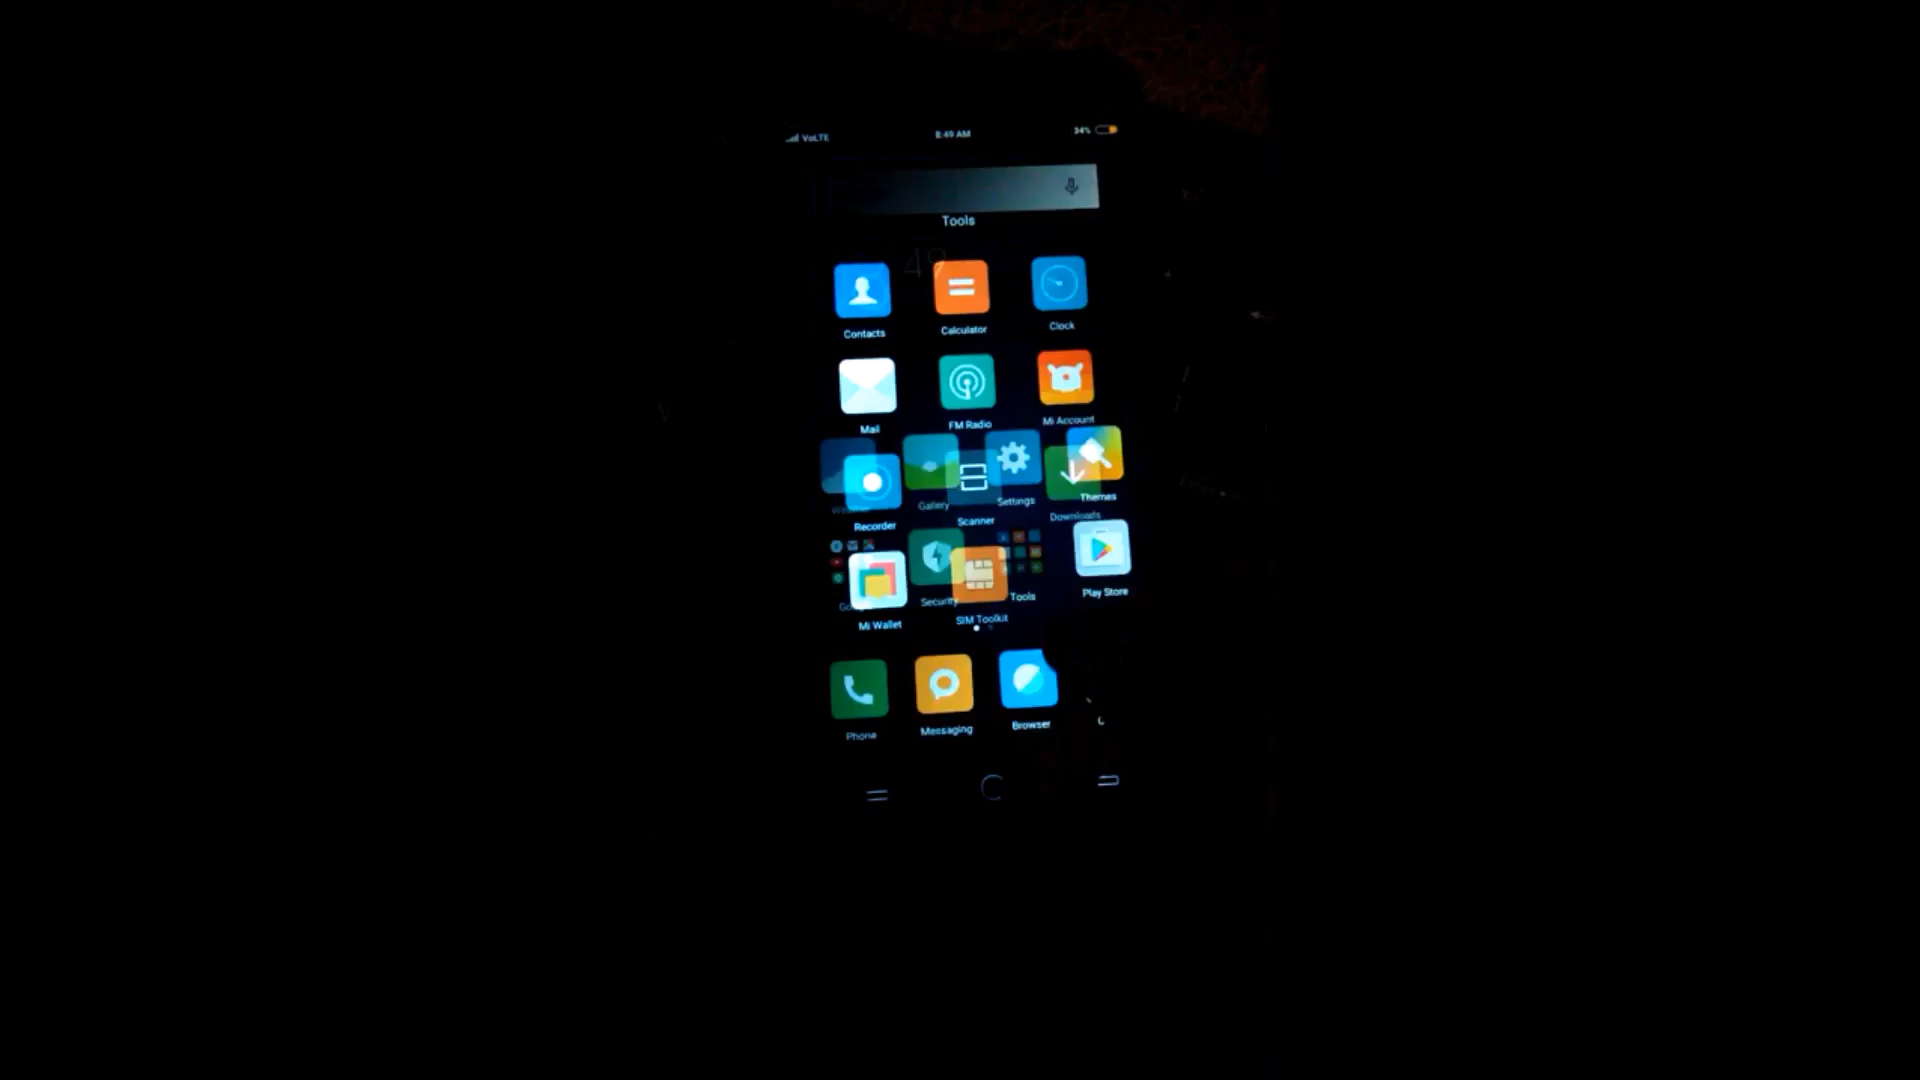 VoLTE 8:49 AM 34%
Tools
49
Contacts Calculator Clock
Mail FM Radio Mi Account
Gallery Settings Themes
Recorder Scanner Downloads
Security Tools Play Store
Mi Wallet SIM Toolkit
Phone Messaging Browser